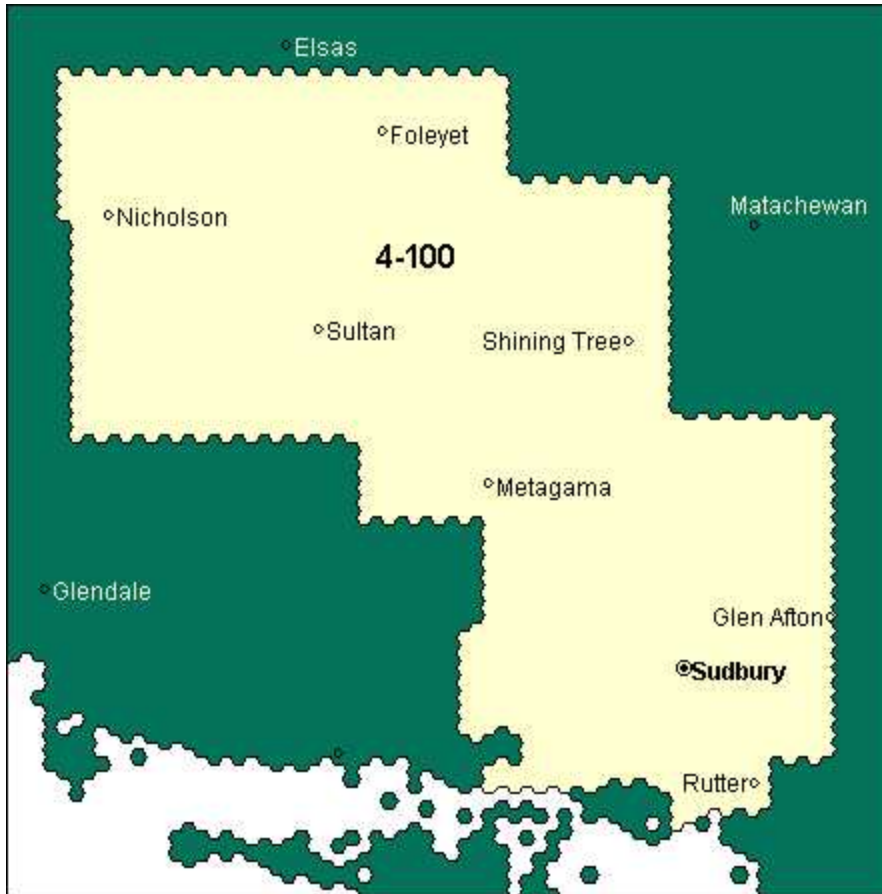 Elsas
Foleyet
Matachewan
Nicholson
4-100
Sultan
Shining Tree
Metagama
Glendale
Glen Afton
Sudbury
Rutter